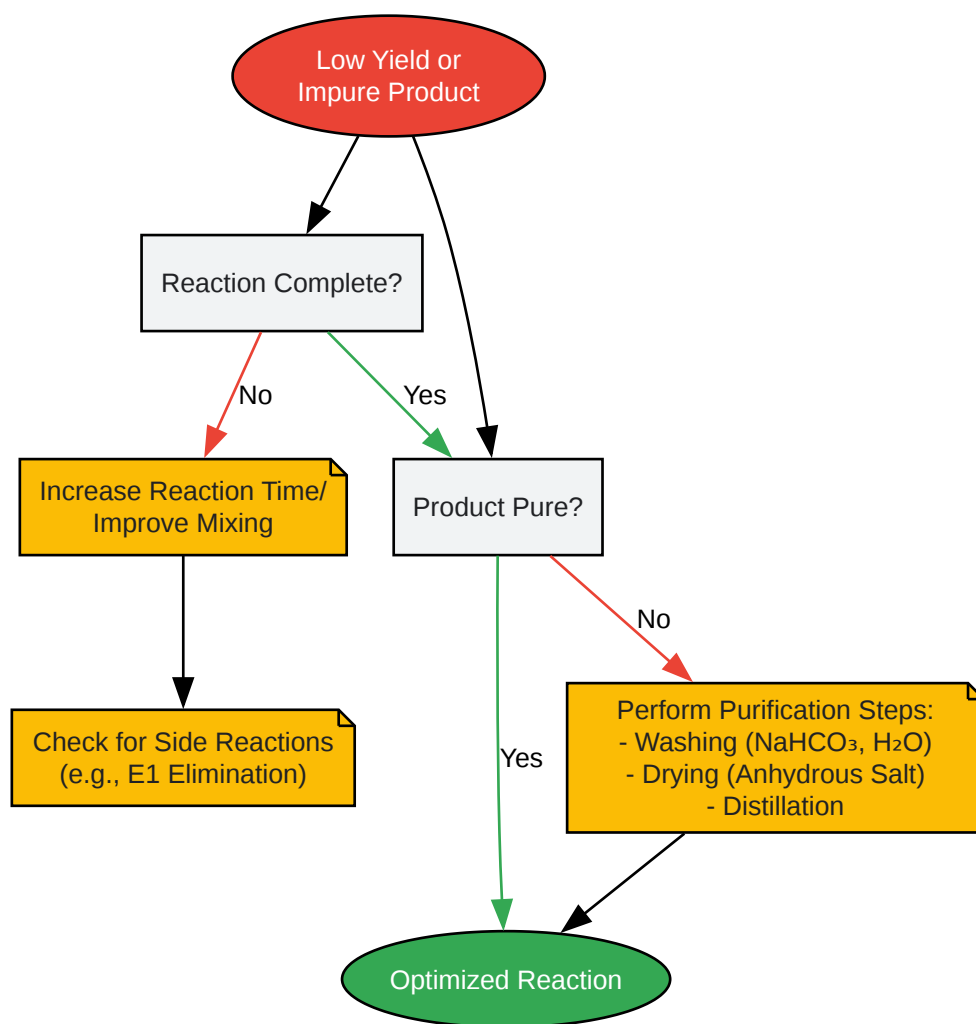 Low Yield or
Impure Product
Reaction Complete?
No
Yes
Increase Reaction Time/
Improve Mixing
Product Pure?
No
Check for Side Reactions
(e.g., E1 Elimination)
Yes
Perform Purification Steps:
- Washing (NaHCO₃, H₂O)
- Drying (Anhydrous Salt)
- Distillation
Optimized Reaction